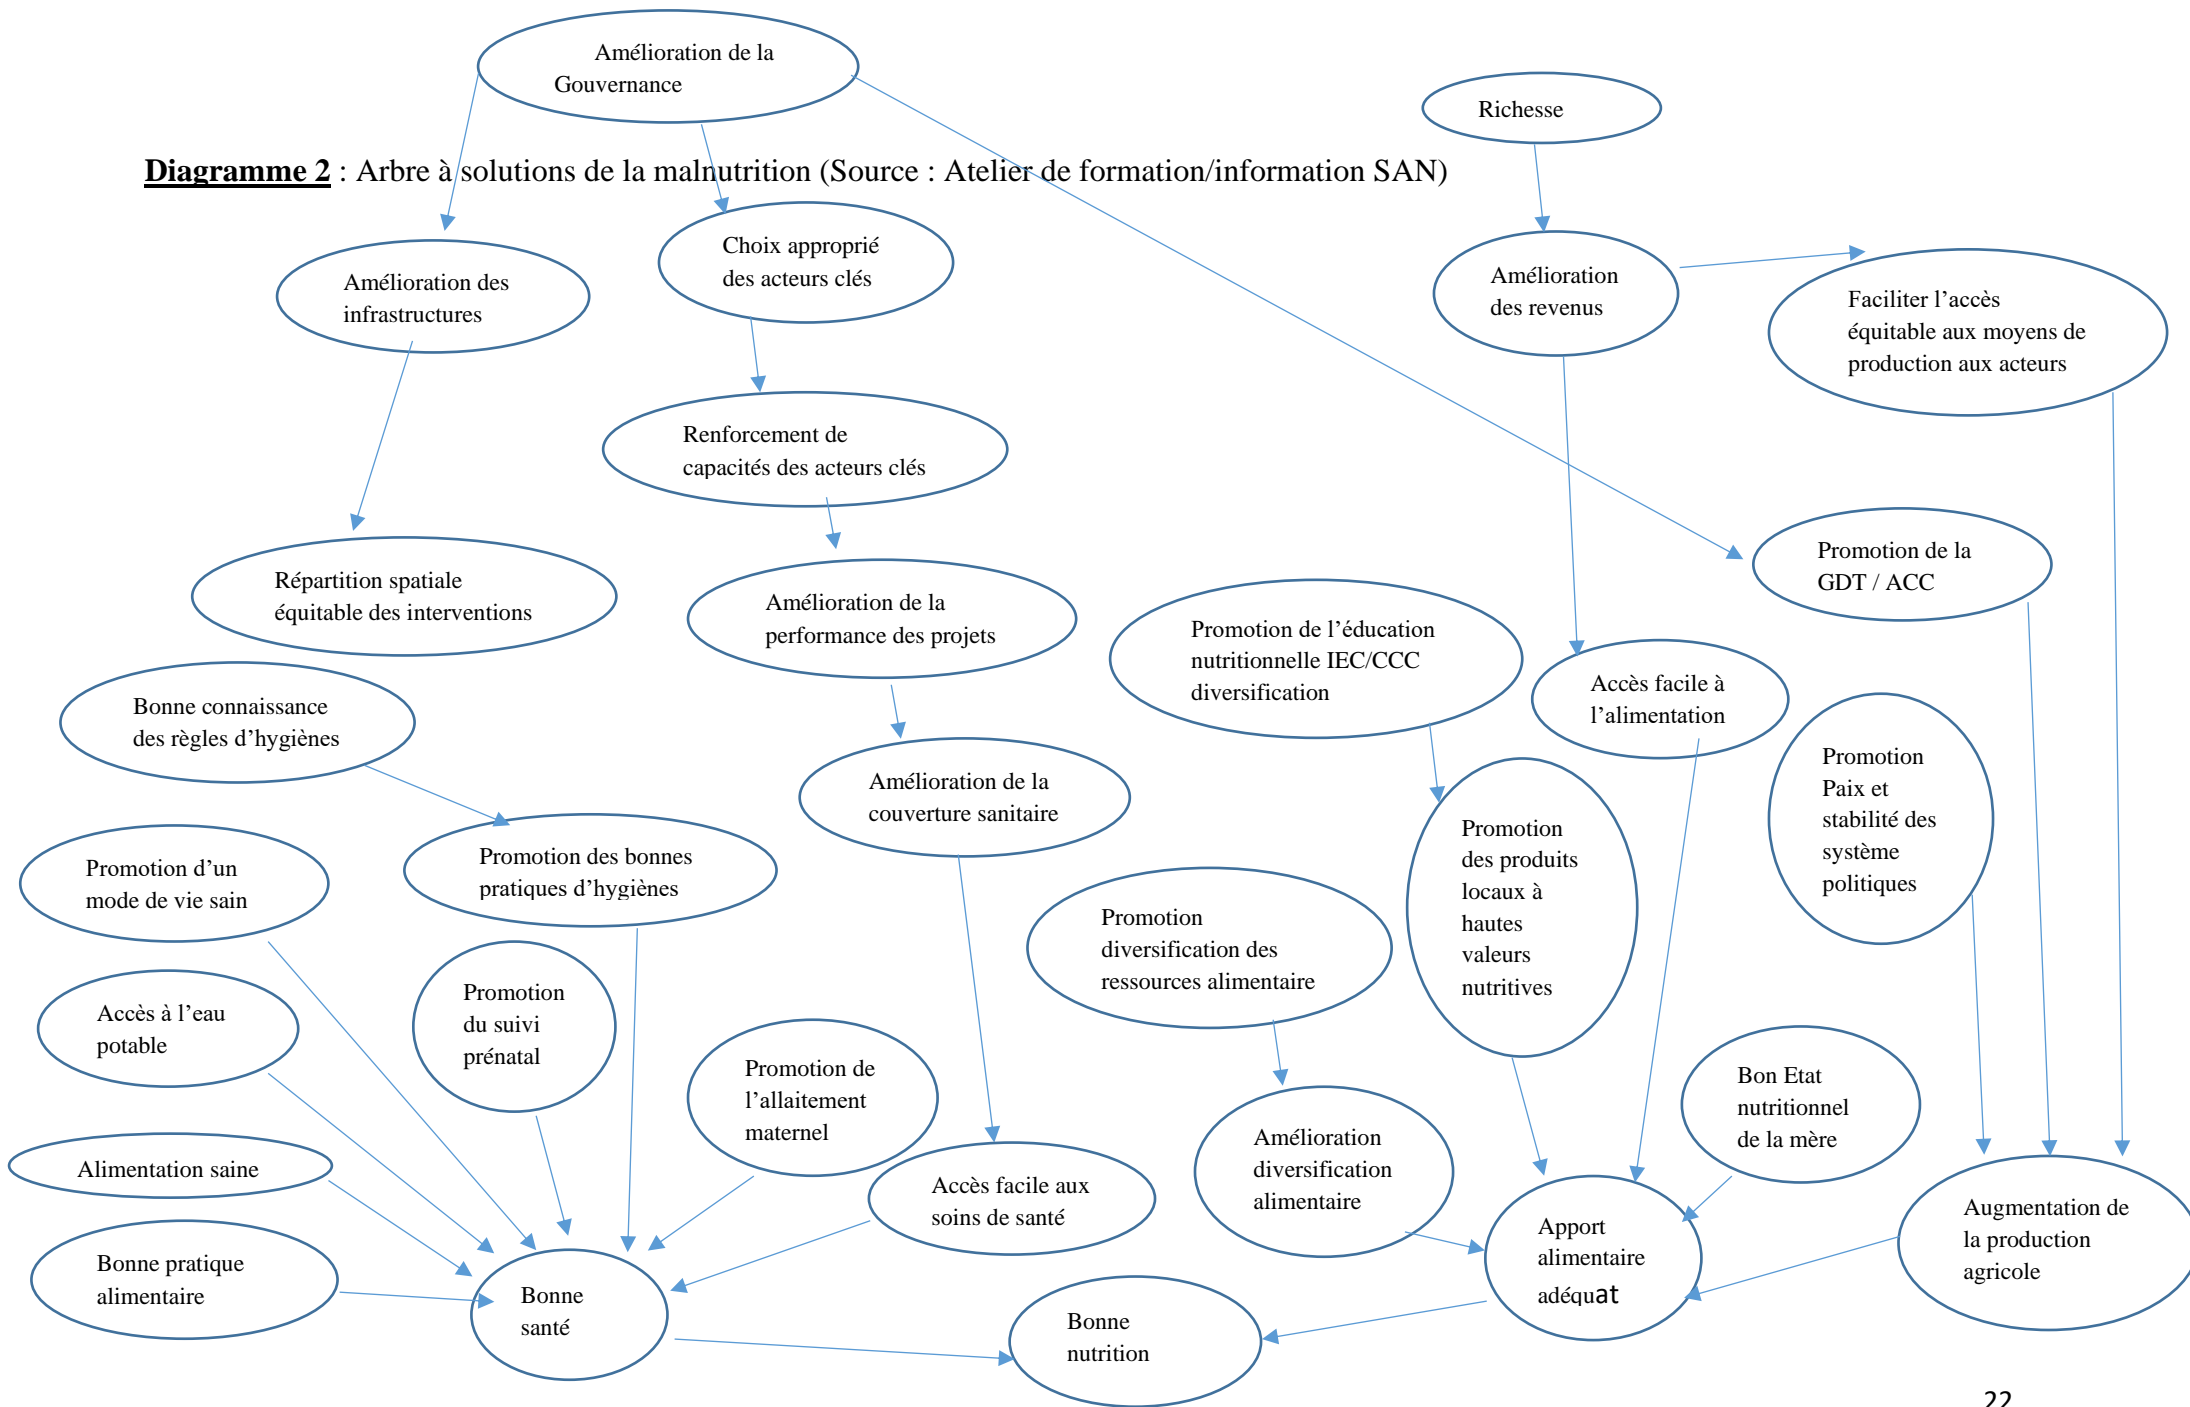 Amélioration de la
Gouvernance
Richesse
Diagramme 2 : Arbre à solutions de la malnutrition (Source : Atelier de formation/information SAN)
Choix approprié
des acteurs clés
Amélioration des
infrastructures
Amélioration
des revenus
Faciliter l’accès
équitable aux moyens de
production aux acteurs
Renforcement de
capacités des acteurs clés
Promotion de la
GDT / ACC
Répartition spatiale
équitable des interventions
Amélioration de la
performance des projets
Promotion de l’éducation
nutritionnelle IEC/CCC
diversification
Accès facile à
l’alimentation
Bonne connaissance
des règles d’hygiènes
Amélioration de la
couverture sanitaire
Promotion
Paix et
stabilité des
système
politiques
Promotion des bonnes
pratiques d’hygiènes
Promotion d’un
mode de vie sain
Promotion
des produits
locaux à
hautes
valeurs
nutritives
Promotion
diversification des
ressources alimentaire
Accès à l’eau
potable
Promotion
du suivi
prénatal
Promotion de
l’allaitement
maternel
Bon Etat
nutritionnel
de la mère
Alimentation saine
Amélioration
diversification
alimentaire
Accès facile aux
soins de santé
Apport
alimentaire
adéquat
Augmentation de
la production
agricole
Bonne pratique
alimentaire
Bonne
santé
Bonne
nutrition
22